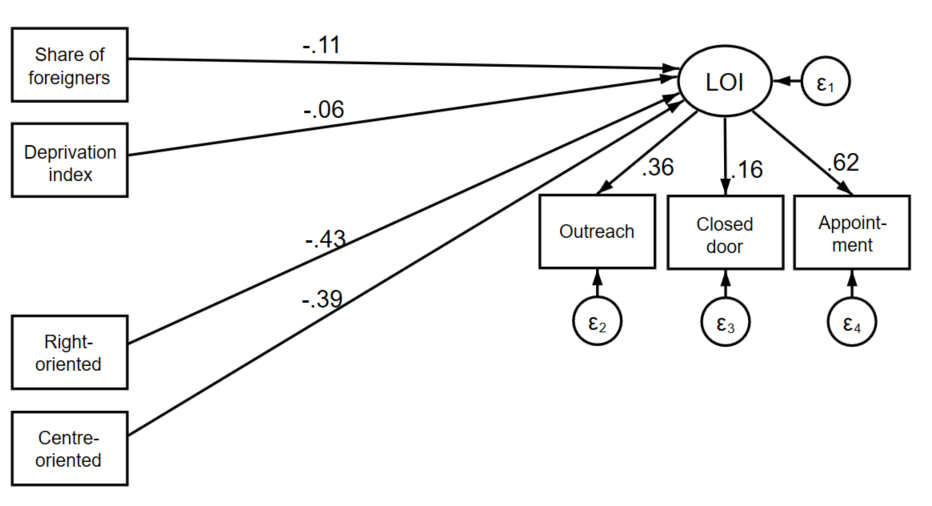 Share of
foreigners
-.11
LOI
ε1
Deprivation
index
-.06
.36
.16
.62
Outreach
Closed
door
Appoint-
ment
-.43
-.39
ε2
ε3
ε4
Right-
oriented
Centre-
oriented